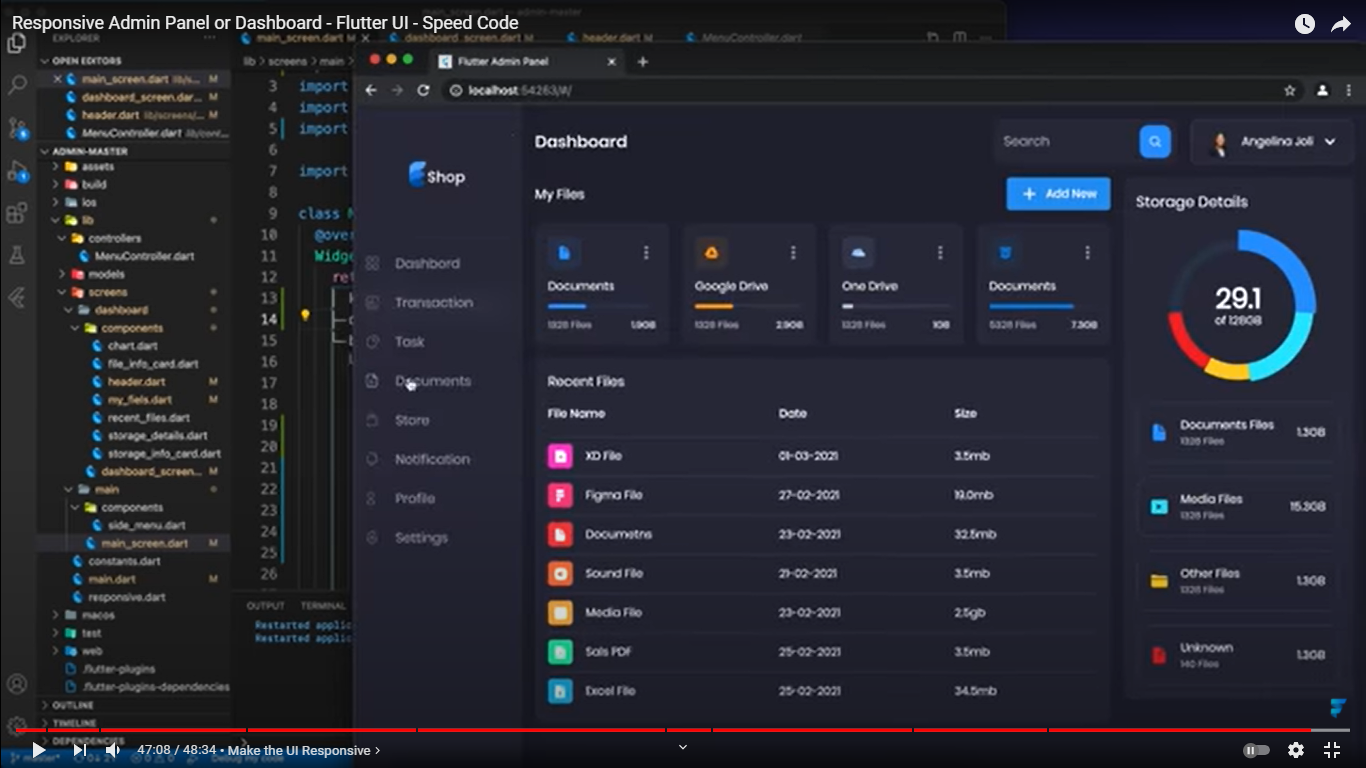 Responsive Admin Panel or Dashboard - Flutter UI - Speed Code
EXPLORER
OPEN EDITORS
main_screen.dart lib/s... M
dashboard_screen.dar... M
header.dart lib/screens/... M
MenuController.dart lib/cont...
ADMIN-MASTER
assets
build
ios
lib
controllers
MenuController.dart
models
screens
dashboard
components
chart.dart
file_info_card.dart
header.dart M
my_fiels.dart M
recent_files.dart
storage_details.dart
storage_info_card.dart
dashboard_screen... M
main
components
side_menu.dart
main_screen.dart M
constants.dart
main.dart M
responsive.dart
macos
test
web
.flutter-plugins
.flutter-plugins-dependencies
OUTLINE
TIMELINE
DEPENDENCIES
main_screen.dart M
dashboard_screen.dart M
header.dart M
MenuController.dart
lib > screens > main >
3 import
4 import
5 import
6
7 import
8
9 class
10 @over
11 Widge
12 ret
13
14
15
16
17
18
19
20
21
22
23
24
25
26
OUTPUT TERMINAL
Restarted applic
Restarted applic
Flutter Admin Panel
localhost:54263/#/
Shop
Dashbord
Transaction
Task
Documents
Store
Notification
Profile
Settings
Dashboard
Search
Angelina Joli
My Files
Add New
Documents
1328 Files 1.9GB
Google Drive
1328 Files 2.9GB
One Drive
1328 Files 1GB
Documents
5328 Files 7.3GB
Recent Files
File Name Date Size
XD File 01-03-2021 3.5mb
Figma File 27-02-2021 19.0mb
Documetns 23-02-2021 32.5mb
Sound File 21-02-2021 3.5mb
Media File 23-02-2021 2.5gb
Sals PDF 25-02-2021 3.5mb
Excel File 25-02-2021 34.5mb
Storage Details
29.1
of 128GB
Documents Files 1.3GB
1328 Files
Media Files 15.3GB
1328 Files
Other Files 1.3GB
1328 Files
Unknown 1.3GB
140 Files
47:08 / 48:34 • Make the UI Responsive >